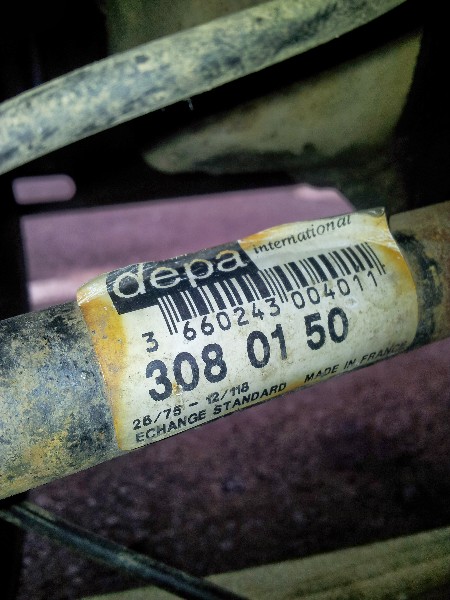 depa international
3 660243 004011
308 01 50
26/75 - 12/118
ECHANGE STANDARD MADE IN FRANCE